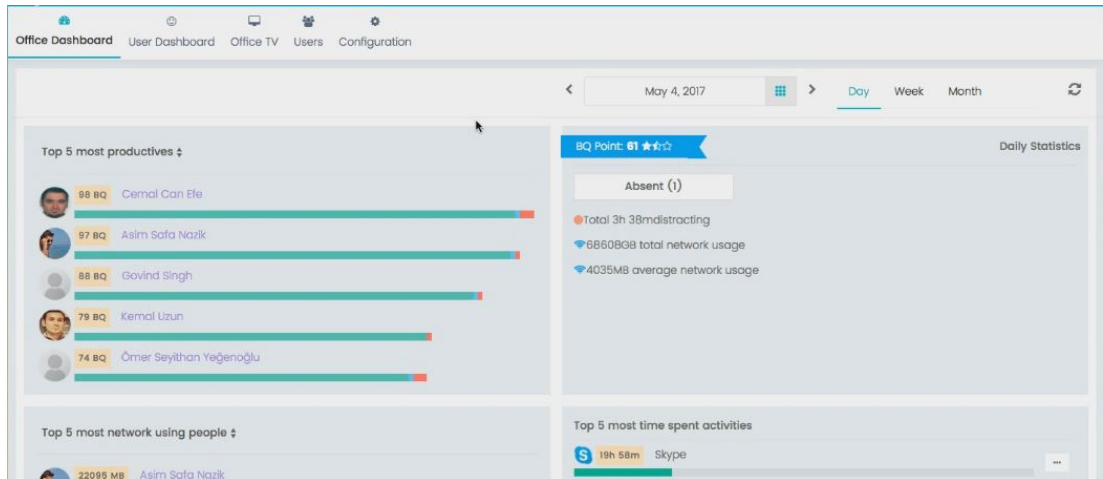 Office Dashboard
User Dashboard
Office TV
Users
Configuration
May 4, 2017
Day
Week
Month
Top 5 most productives
98 BQ Cemal Can Efe
97 BQ Asim Safa Nazik
88 BQ Govind Singh
79 BQ Kemal Uzun
74 BQ Ömer Seyithan Yeğenoğlu
BQ Point: 61
Daily Statistics
Absent (1)
Total 3h 38mdistracting
68608GB total network usage
4035MB average network usage
Top 5 most network using people
22095 MB Asim Safa Nazik
Top 5 most time spent activities
19h 58m Skype
...